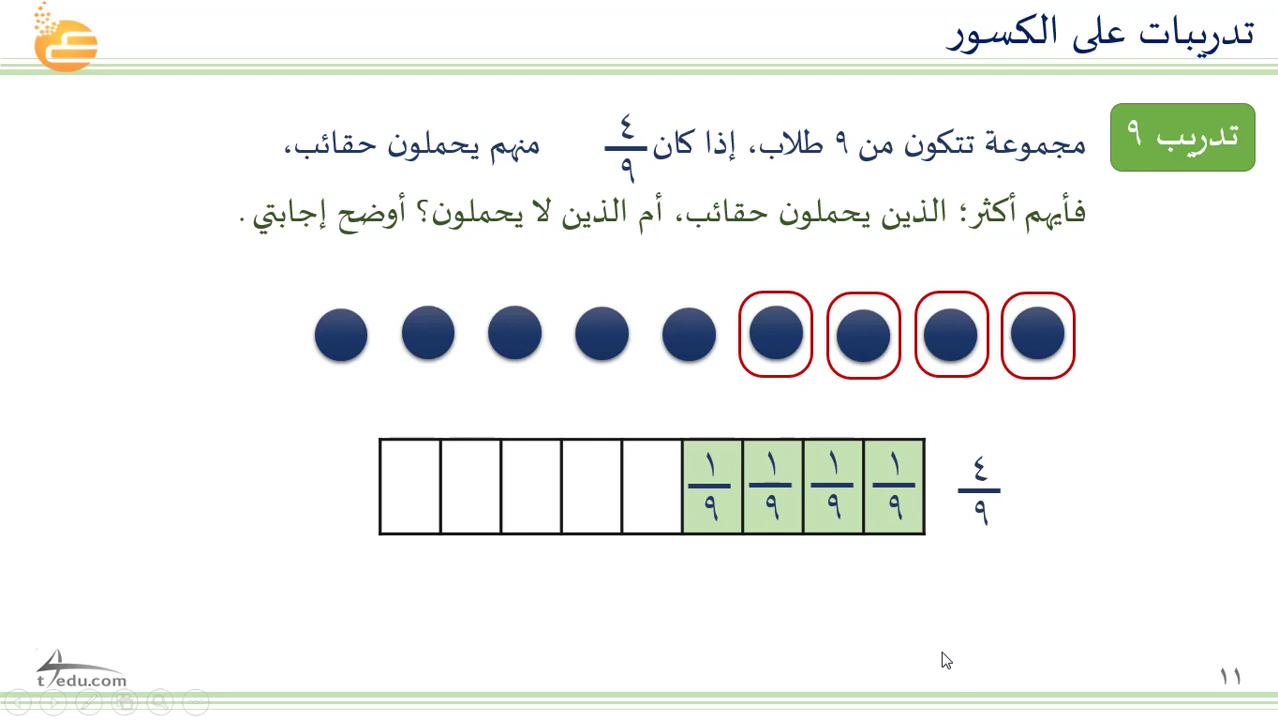 تدريبات على الكسور
تدريب ٩
مجموعة تتكون من ٩ طلاب، إذا كان ٤/٩ منهم يحملون حقائب،
فأيهم أكثر؛ الذين يحملون حقائب، أم الذين لا يحملون؟ أوضح إجابتي .
٤/٩ ١/٩ ١/٩ ١/٩ ١/٩
t4edu.com
١١